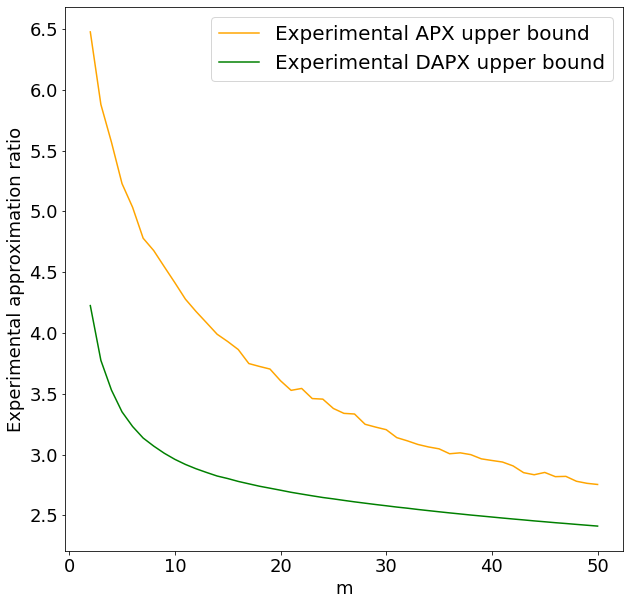 Experimental APX upper bound
Experimental DAPX upper bound
Experimental approximation ratio
6.5
6.0
5.5
5.0
4.5
4.0
3.5
3.0
2.5
0 10 20 30 40 50
m